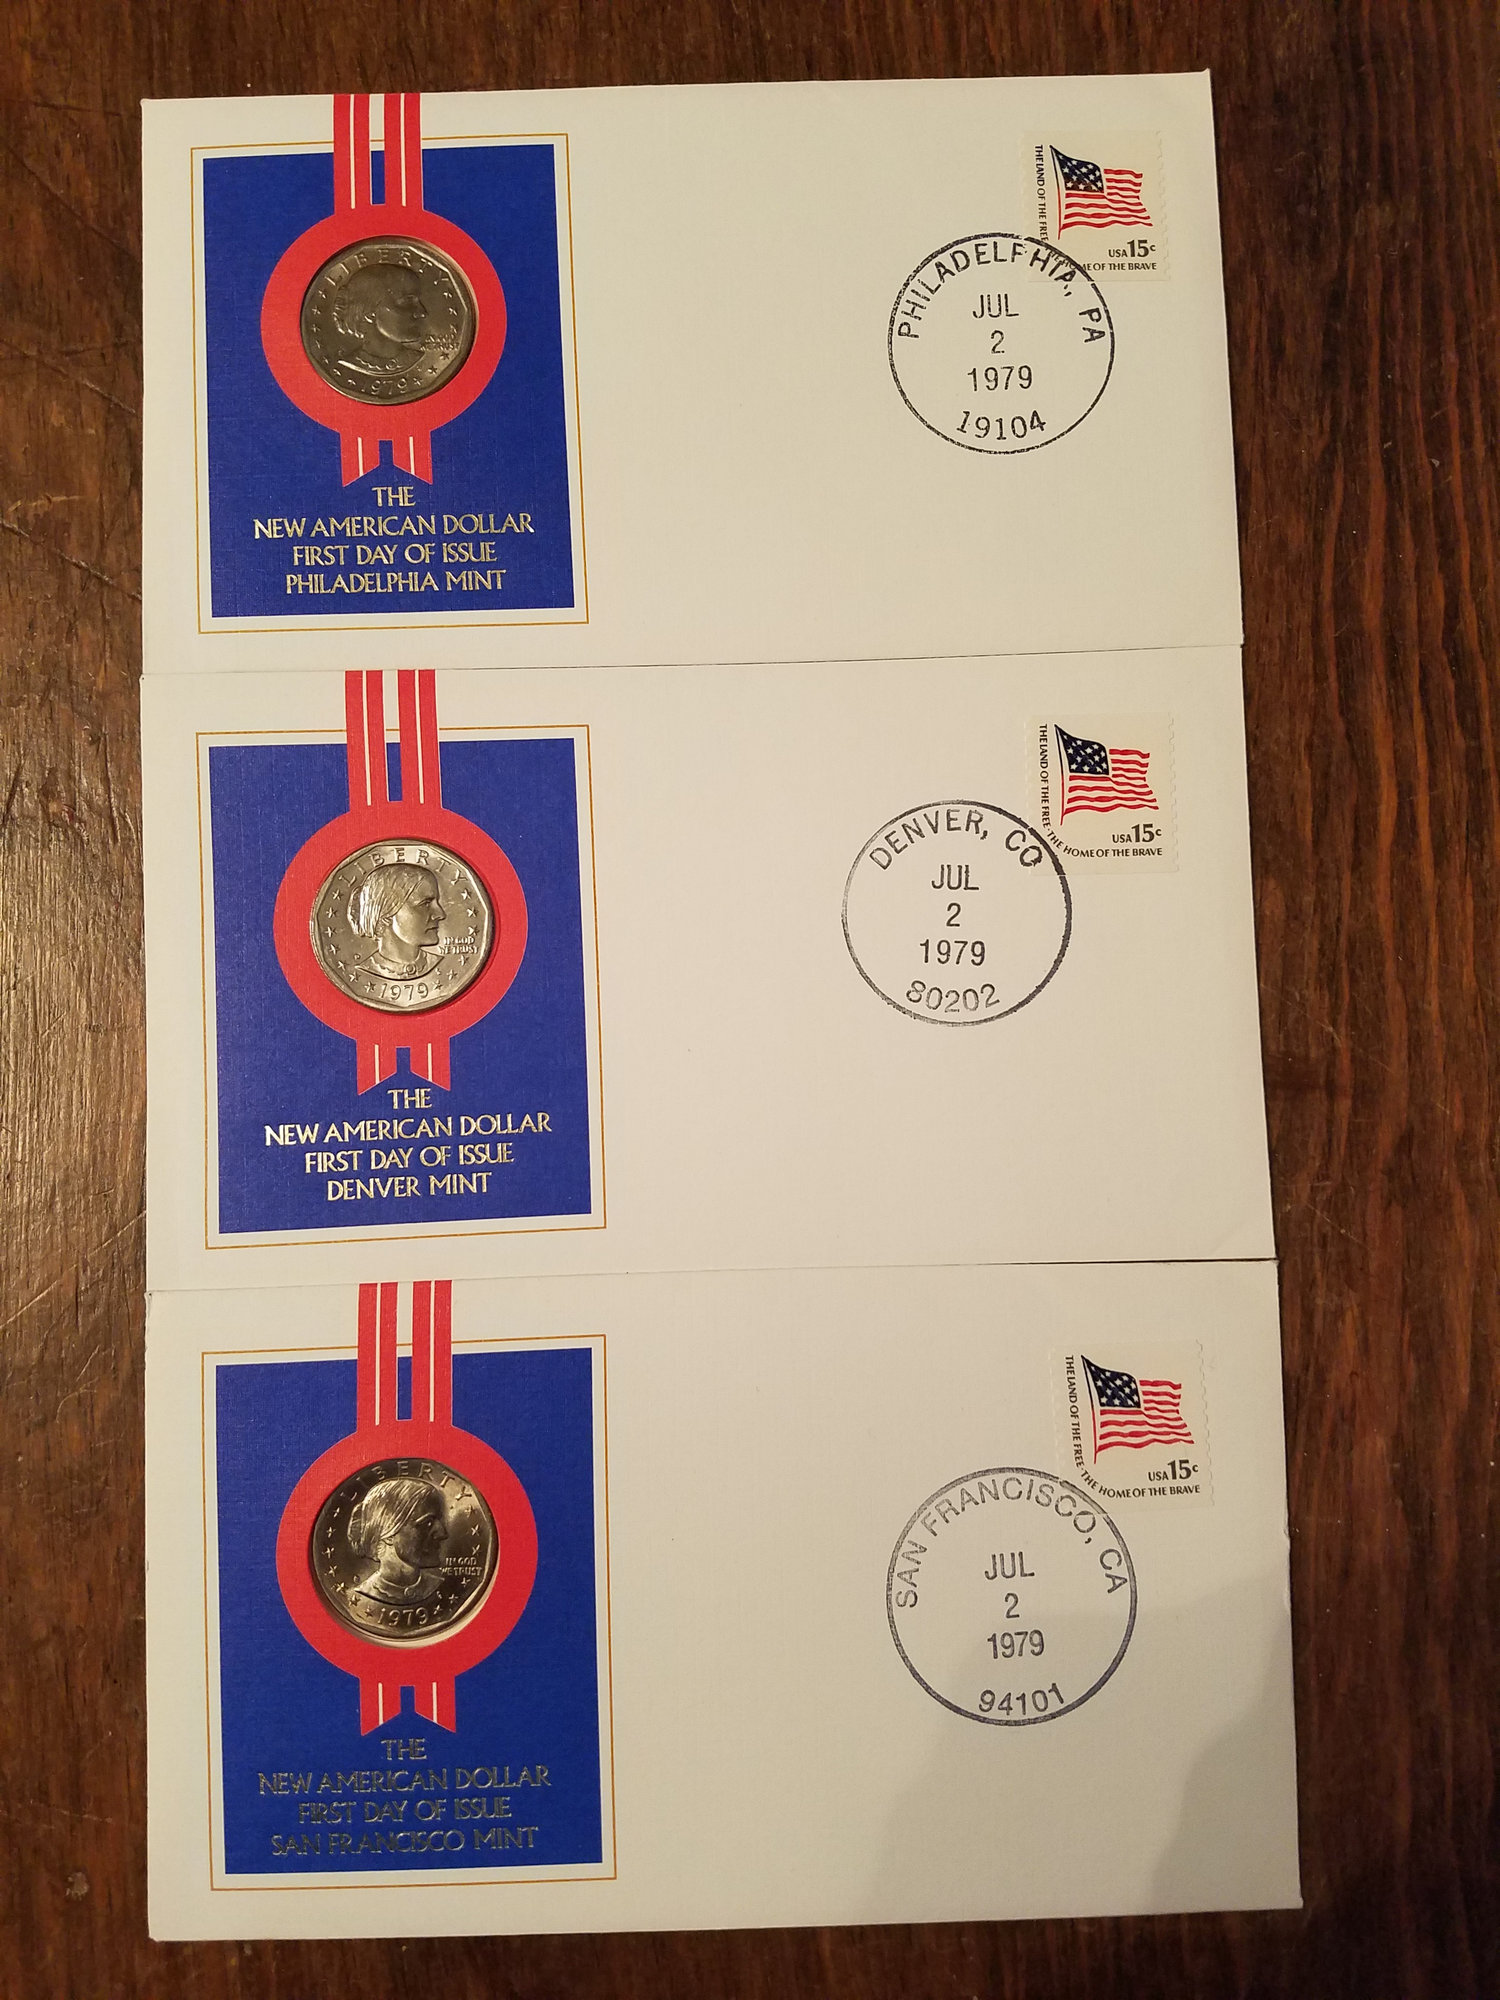 LIBERTY
IN GOD
WE TRUST
1979
THE
NEW AMERICAN DOLLAR
FIRST DAY OF ISSUE
PHILADELPHIA MINT
THE LAND OF THE FREE
HOME OF THE BRAVE
USA 15c
PHILADELPHIA, PA
JUL
2
1979
19104
LIBERTY
IN GOD
WE TRUST
D
1979
THE
NEW AMERICAN DOLLAR
FIRST DAY OF ISSUE
DENVER MINT
THE LAND OF THE FREE · THE HOME OF THE BRAVE
USA 15c
DENVER, CO
JUL
2
1979
80202
LIBERTY
IN GOD
WE TRUST
1979
THE
NEW AMERICAN DOLLAR
FIRST DAY OF ISSUE
SAN FRANCISCO MINT
THE LAND OF THE FREE · THE HOME OF THE BRAVE
USA 15c
SAN FRANCISCO, CA
JUL
2
1979
94101